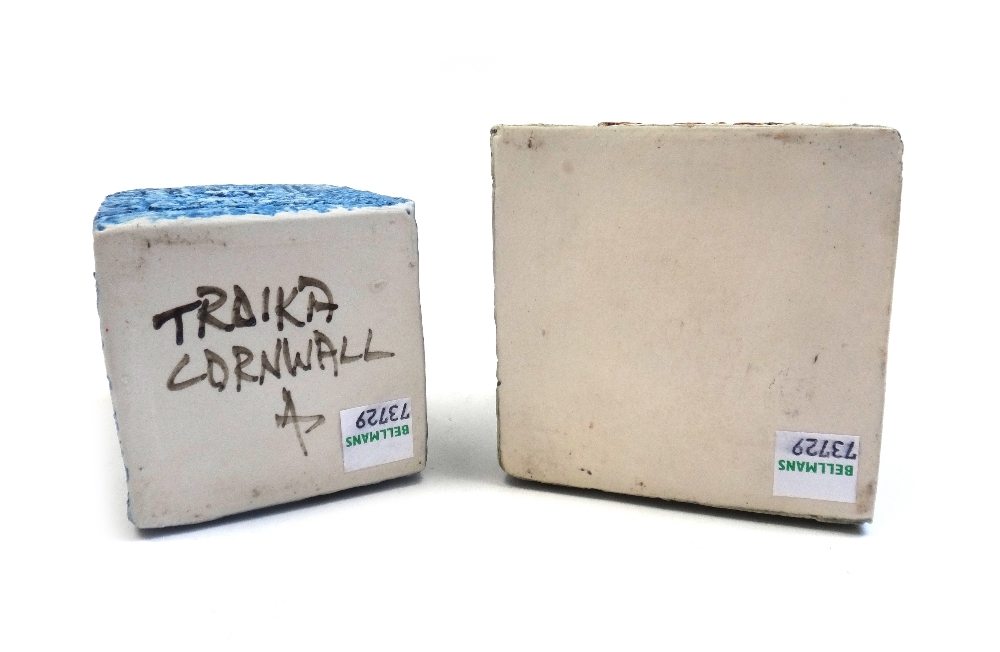 TROIKA
CORNWALL
A
BELLMANS
73729
BELLMANS
73729